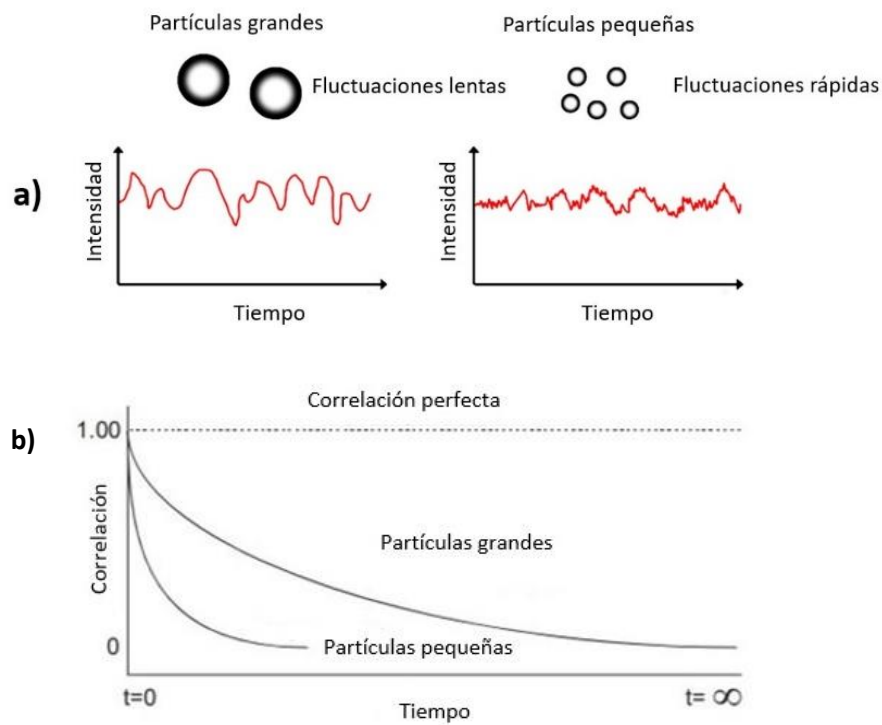 Partículas grandes
Partículas pequeñas
Fluctuaciones lentas
Fluctuaciones rápidas
a)
Intensidad
Tiempo
Intensidad
Tiempo
b)
Correlación perfecta
1.00
Correlación
Partículas grandes
0
Partículas pequeñas
t=0
Tiempo
t= ∞